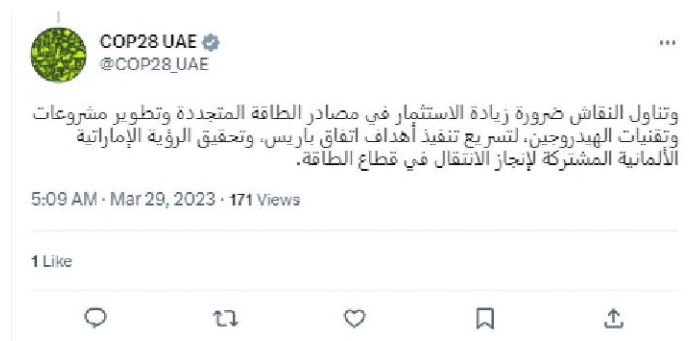 COP28 UAE
@COP28_UAE
وتناول النقاش ضرورة زيادة الاستثمار في مصادر الطاقة المتجددة وتطوير مشروعات
وتقنيات الهيدروجين، لتسريع تنفيذ أهداف اتفاق باريس، وتحقيق الرؤية الإماراتية
الألمانية المشتركة لإنجاز الانتقال في قطاع الطاقة.
5:09 AM · Mar 29, 2023 · 171 Views
1 Like